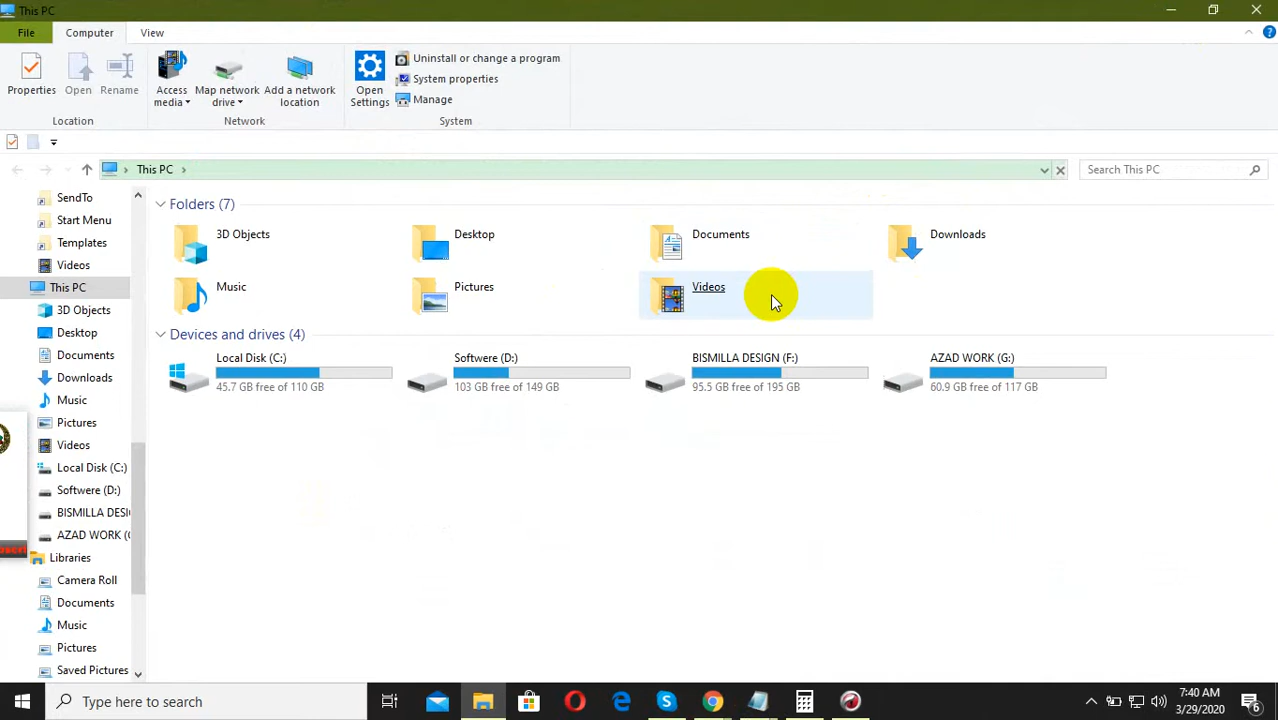 This PC
File
Computer
View
Properties
Open
Rename
Access media
Map network drive
Add a network location
Open Settings
Uninstall or change a program
System properties
Manage
Location
Network
System
This PC
Search This PC
SendTo
Start Menu
Templates
Videos
This PC
3D Objects
Desktop
Documents
Downloads
Music
Pictures
Videos
Local Disk (C:)
Softwere (D:)
BISMILLA DESI
AZAD WORK (
Libraries
Camera Roll
Documents
Music
Pictures
Saved Pictures
Folders (7)
3D Objects
Desktop
Documents
Downloads
Music
Pictures
Videos
Devices and drives (4)
Local Disk (C:)
45.7 GB free of 110 GB
Softwere (D:)
103 GB free of 149 GB
BISMILLA DESIGN (F:)
95.5 GB free of 195 GB
AZAD WORK (G:)
60.9 GB free of 117 GB
Type here to search
7:40 AM
3/29/2020
6